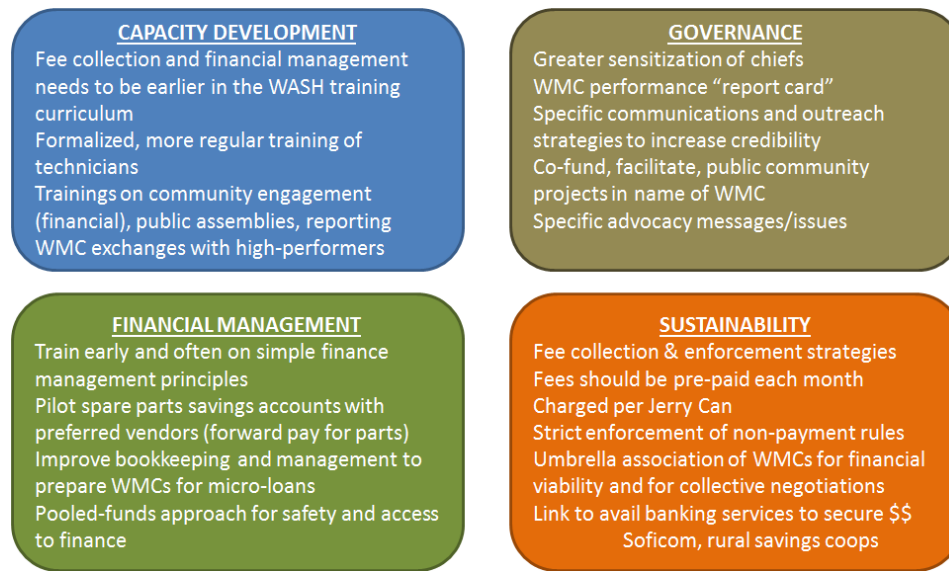 CAPACITY DEVELOPMENT
Fee collection and financial management
needs to be earlier in the WASH training
curriculum
Formalized, more regular training of
technicians
Trainings on community engagement
(financial), public assemblies, reporting
WMC exchanges with high-performers
GOVERNANCE
Greater sensitization of chiefs
WMC performance “report card”
Specific communications and outreach
strategies to increase credibility
Co-fund, facilitate, public community
projects in name of WMC
Specific advocacy messages/issues
FINANCIAL MANAGEMENT
Train early and often on simple finance
management principles
Pilot spare parts savings accounts with
preferred vendors (forward pay for parts)
Improve bookkeeping and management to
prepare WMCs for micro-loans
Pooled-funds approach for safety and access
to finance
SUSTAINABILITY
Fee collection & enforcement strategies
Fees should be pre-paid each month
Charged per Jerry Can
Strict enforcement of non-payment rules
Umbrella association of WMCs for financial
viability and for collective negotiations
Link to avail banking services to secure $$
Soficom, rural savings coops